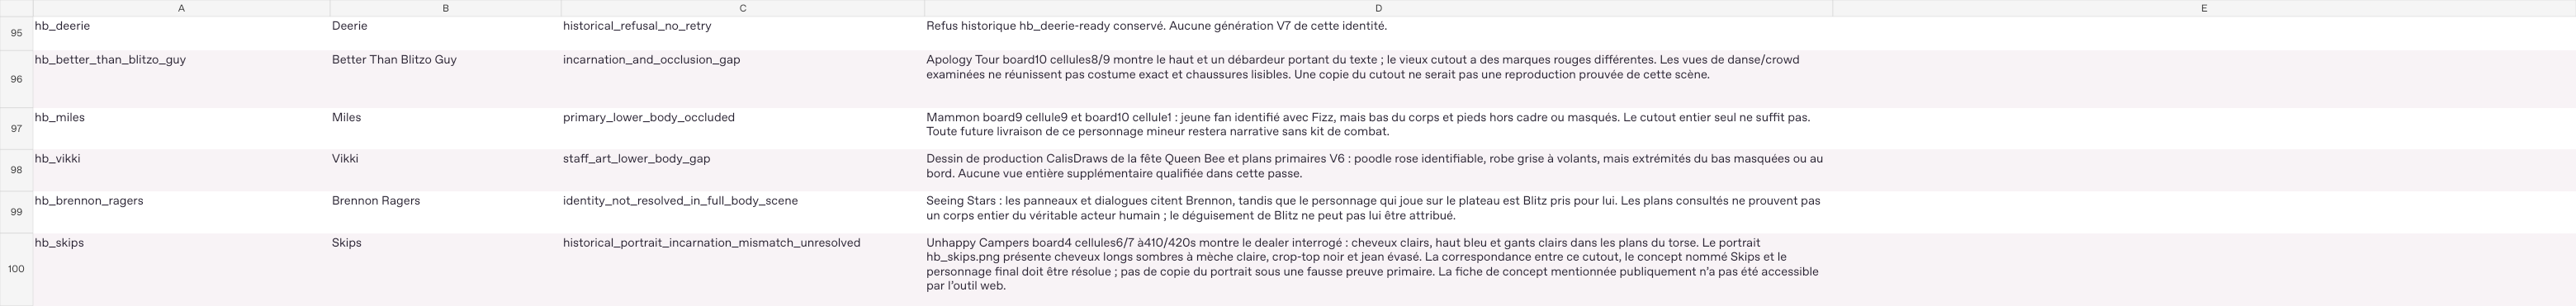 A B C D E
95 hb_deerie Deerie historical_refusal_no_retry Refus historique hb_deerie-ready conservé. Aucune génération V7 de cette identité.
96 hb_better_than_blitzo_guy Better Than Blitzo Guy incarnation_and_occlusion_gap Apology Tour board10 cellules8/9 montre le haut et un débardeur portant du texte ; le vieux cutout a des marques rouges différentes. Les vues de danse/crowd
examinées ne réunissent pas costume exact et chaussures lisibles. Une copie du cutout ne serait pas une reproduction prouvée de cette scène.
97 hb_miles Miles primary_lower_body_occluded Mammon board9 cellule9 et board10 cellule1 : jeune fan identifié avec Fizz, mais bas du corps et pieds hors cadre ou masqués. Le cutout entier seul ne suffit pas.
Toute future livraison de ce personnage mineur restera narrative sans kit de combat.
98 hb_vikki Vikki staff_art_lower_body_gap Dessin de production CalisDraws de la fête Queen Bee et plans primaires V6 : poodle rose identifiable, robe grise à volants, mais extrémités du bas masquées ou au
bord. Aucune vue entière supplémentaire qualifiée dans cette passe.
99 hb_brennon_ragers Brennon Ragers identity_not_resolved_in_full_body_scene Seeing Stars : les panneaux et dialogues citent Brennon, tandis que le personnage qui joue sur le plateau est Blitz pris pour lui. Les plans consultés ne prouvent pas
un corps entier du véritable acteur humain ; le déguisement de Blitz ne peut pas lui être attribué.
100 hb_skips Skips historical_portrait_incarnation_mismatch_unresolved Unhappy Campers board4 cellules6/7 à410/420s montre le dealer interrogé : cheveux clairs, haut bleu et gants clairs dans les plans du torse. Le portrait
hb_skips.png présente cheveux longs sombres à mèche claire, crop-top noir et jean évasé. La correspondance entre ce cutout, le concept nommé Skips et le
personnage final doit être résolue ; pas de copie du portrait sous une fausse preuve primaire. La fiche de concept mentionnée publiquement n’a pas été accessible
par l’outil web.